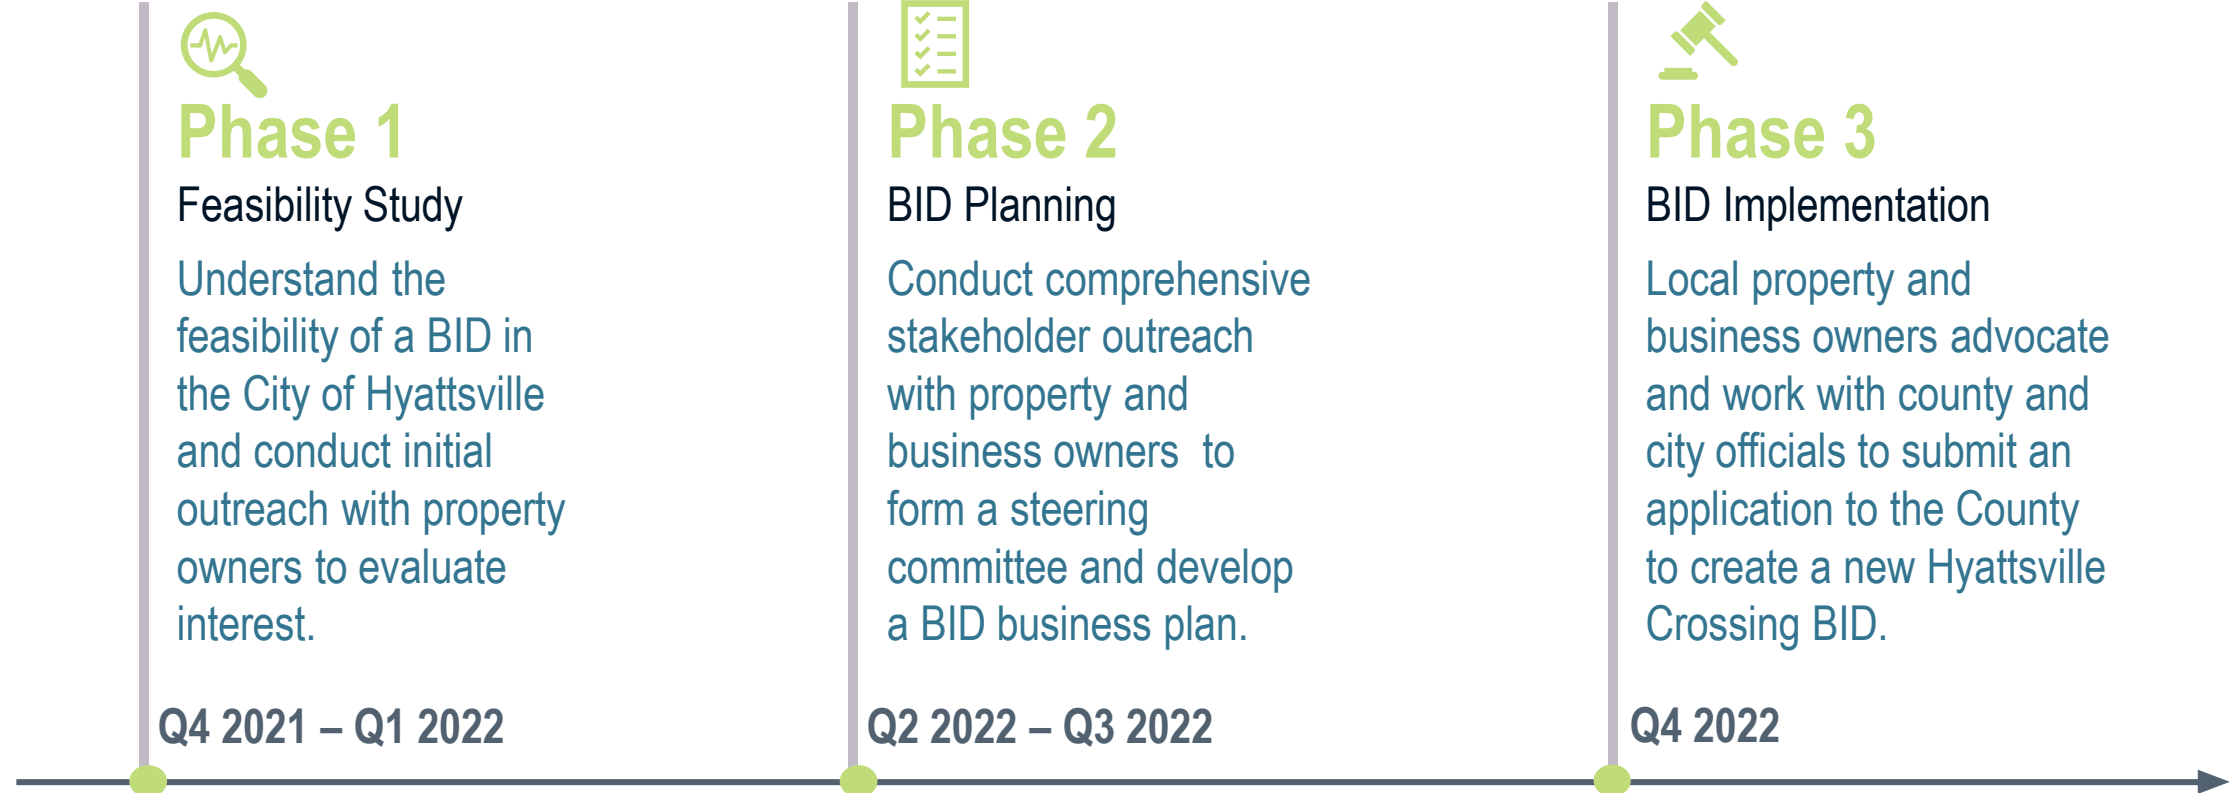 Phase 1
Feasibility Study
Understand the
feasibility of a BID in
the City of Hyattsville
and conduct initial
outreach with property
owners to evaluate
interest.
Q4 2021 – Q1 2022
Phase 2
BID Planning
Conduct comprehensive
stakeholder outreach
with property and
business owners  to
form a steering
committee and develop
a BID business plan.
Q2 2022 – Q3 2022
Phase 3
BID Implementation
Local property and
business owners advocate
and work with county and
city officials to submit an
application to the County
to create a new Hyattsville
Crossing BID.
Q4 2022